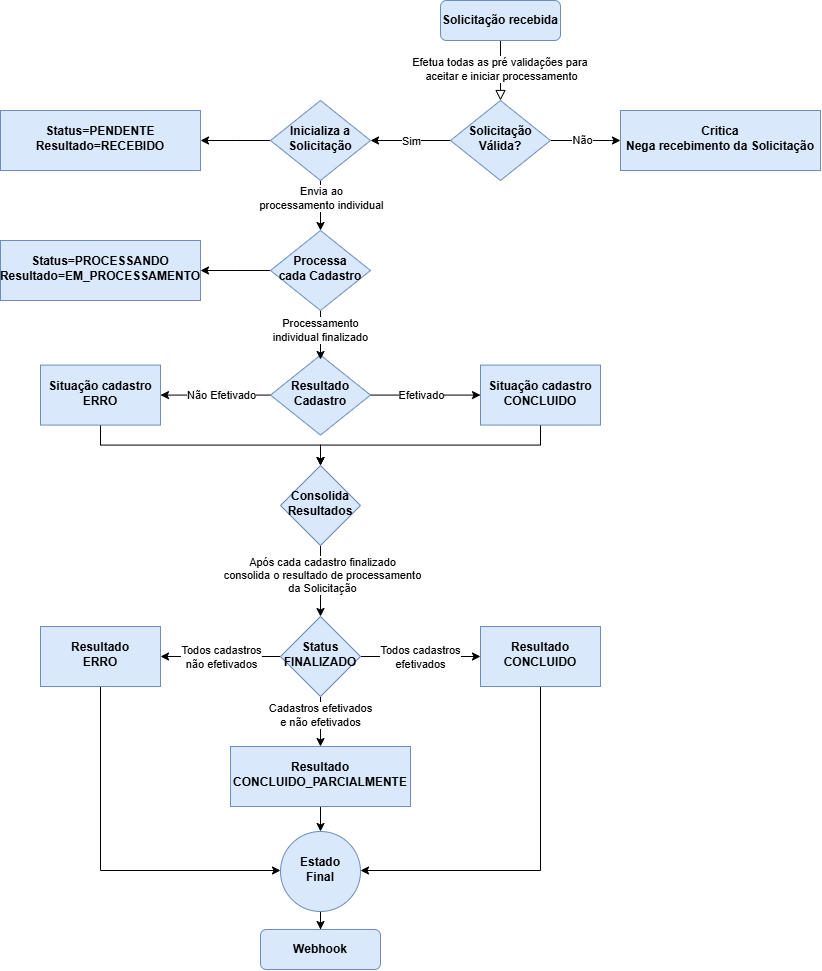 Solicitação recebida
Efetua todas as pré validações para
aceitar e iniciar processamento
Status=PENDENTE
Resultado=RECEBIDO
Inicializa a
Solicitação
Sim
Solicitação
Válida?
Não
Critica
Nega recebimento da Solicitação
Envia ao
processamento individual
Status=PROCESSANDO
Resultado=EM_PROCESSAMENTO
Processa
cada Cadastro
Processamento
individual finalizado
Situação cadastro
ERRO
Não Efetivado
Resultado
Cadastro
Efetivado
Situação cadastro
CONCLUIDO
Consolida
Resultados
Após cada cadastro finalizado
consolida o resultado de processamento
da Solicitação
Resultado
ERRO
Todos cadastros
não efetivados
Status
FINALIZADO
Todos cadastros
efetivados
Resultado
CONCLUIDO
Cadastros efetivados
e não efetivados
Resultado
CONCLUIDO_PARCIALMENTE
Estado
Final
Webhook